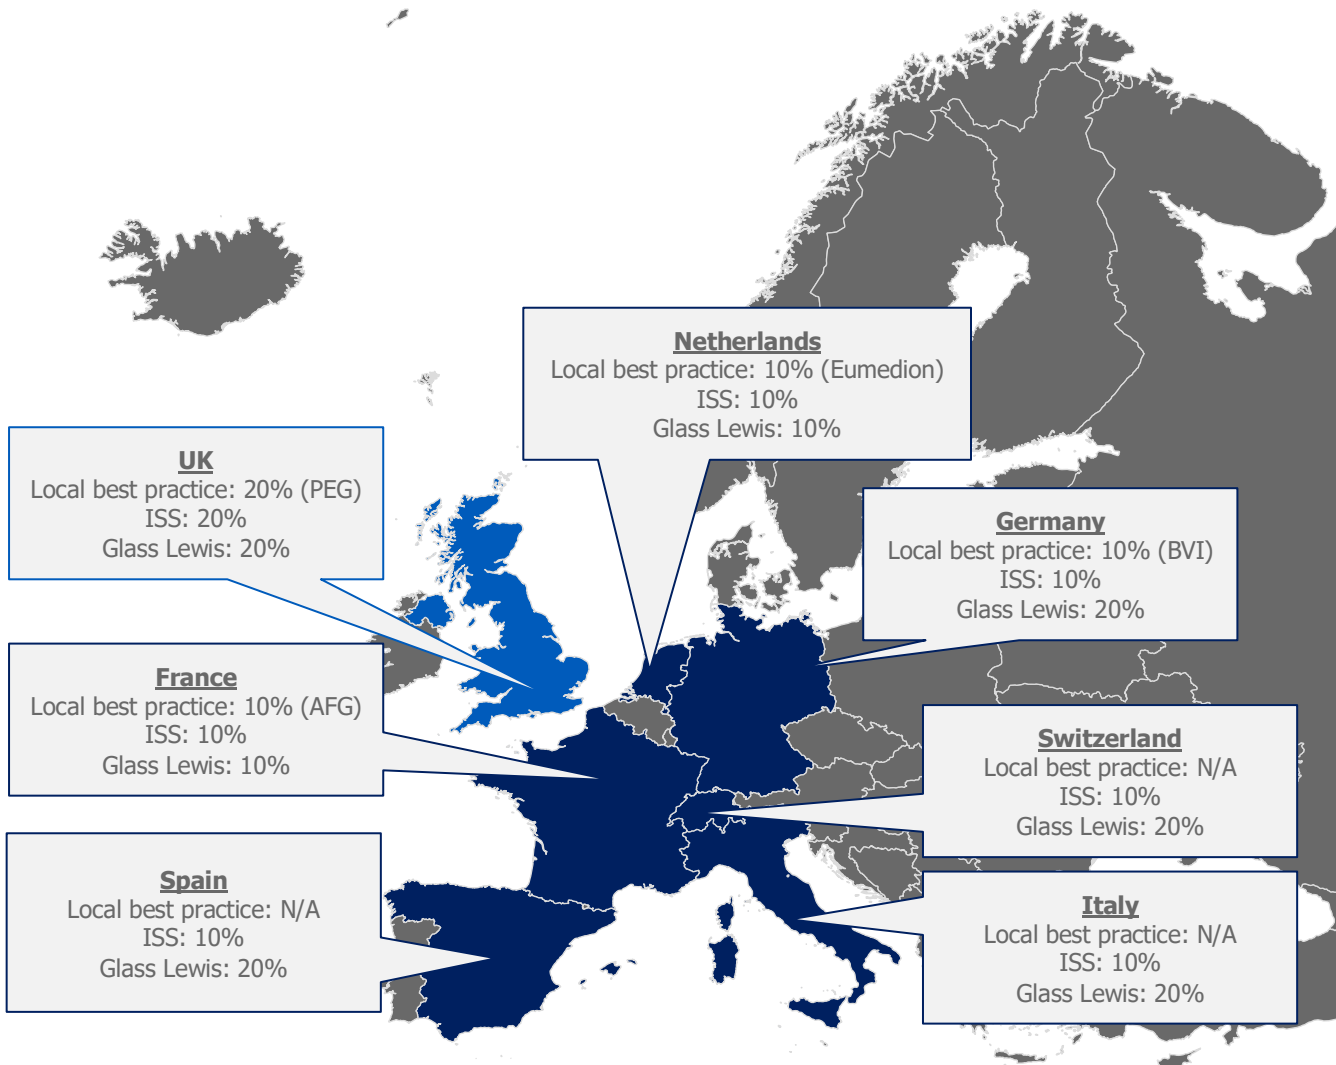 Netherlands
Local best practice: 10% (Eumedion)
ISS: 10%
Glass Lewis: 10%
UK
Local best practice: 20% (PEG)
ISS: 20%
Glass Lewis: 20%
Germany
Local best practice: 10% (BVI)
ISS: 10%
Glass Lewis: 20%
France
Local best practice: 10% (AFG)
ISS: 10%
Glass Lewis: 10%
Switzerland
Local best practice: N/A
ISS: 10%
Glass Lewis: 20%
Spain
Local best practice: N/A
ISS: 10%
Glass Lewis: 20%
Italy
Local best practice: N/A
ISS: 10%
Glass Lewis: 20%